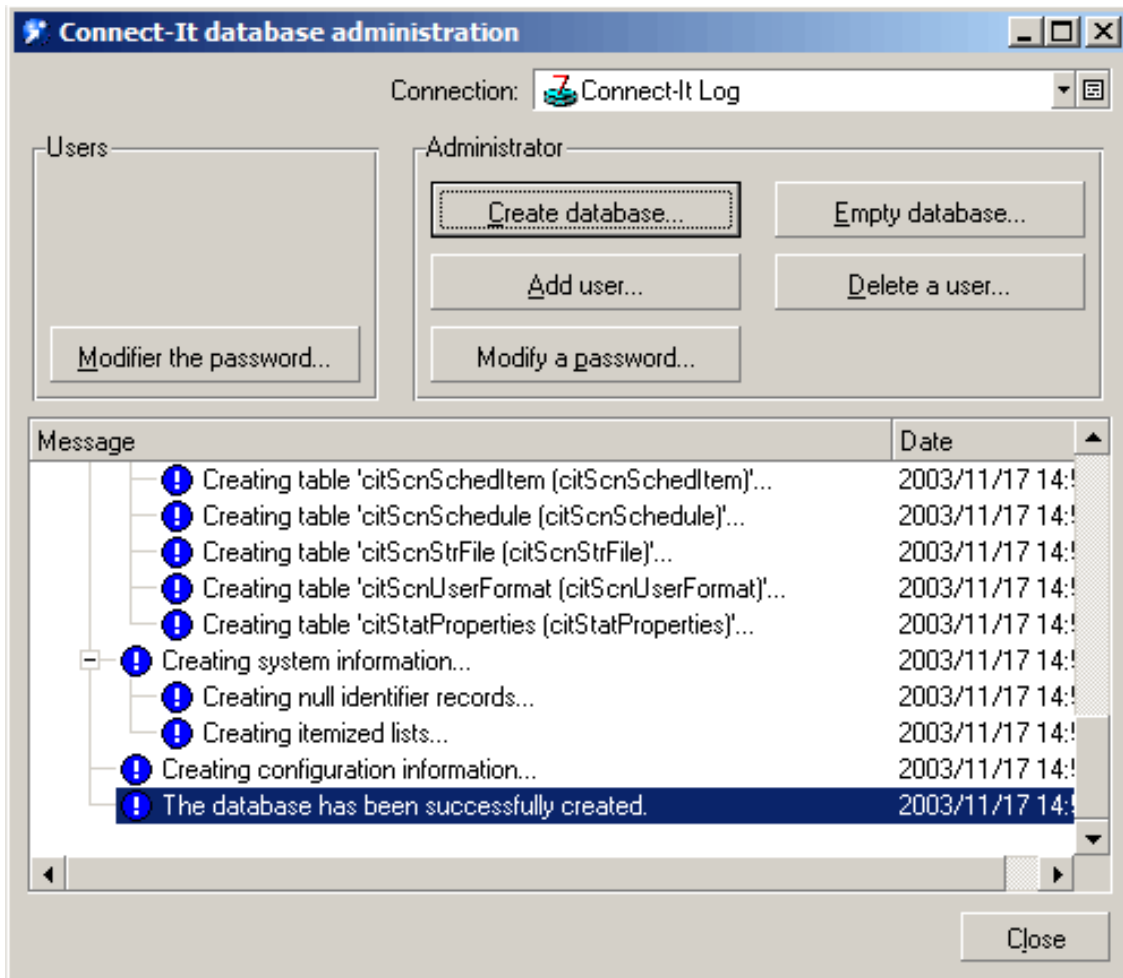 Connect-It database administration
Connection: Connect-It Log
Users
Administrator
Create database...
Empty database...
Add user...
Delete a user...
Modifier the password...
Modify a password...
Message Date
Creating table 'citScnSchedItem (citScnSchedItem)'... 2003/11/17 14:
Creating table 'citScnSchedule (citScnSchedule)'... 2003/11/17 14:
Creating table 'citScnStrFile (citScnStrFile)'... 2003/11/17 14:
Creating table 'citScnUserFormat (citScnUserFormat)'... 2003/11/17 14:
Creating table 'citStatProperties (citStatProperties)'... 2003/11/17 14:
Creating system information... 2003/11/17 14:
Creating null identifier records... 2003/11/17 14:
Creating itemized lists... 2003/11/17 14:
Creating configuration information... 2003/11/17 14:
The database has been successfully created. 2003/11/17 14:
Close